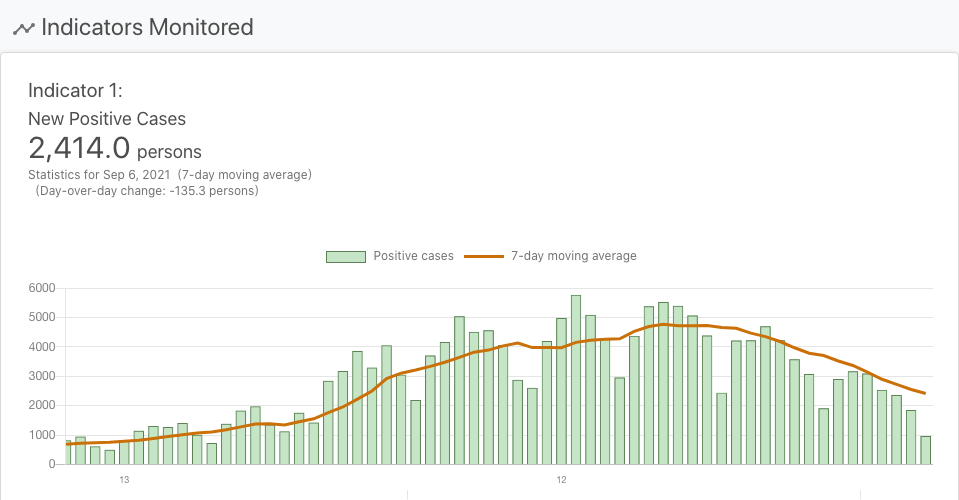 Indicators Monitored
Indicator 1:
New Positive Cases
2,414.0 persons
Statistics for Sep 6, 2021 (7-day moving average)
(Day-over-day change: -135.3 persons)
Positive cases 7-day moving average
6000
5000
4000
3000
2000
1000
0
13 12